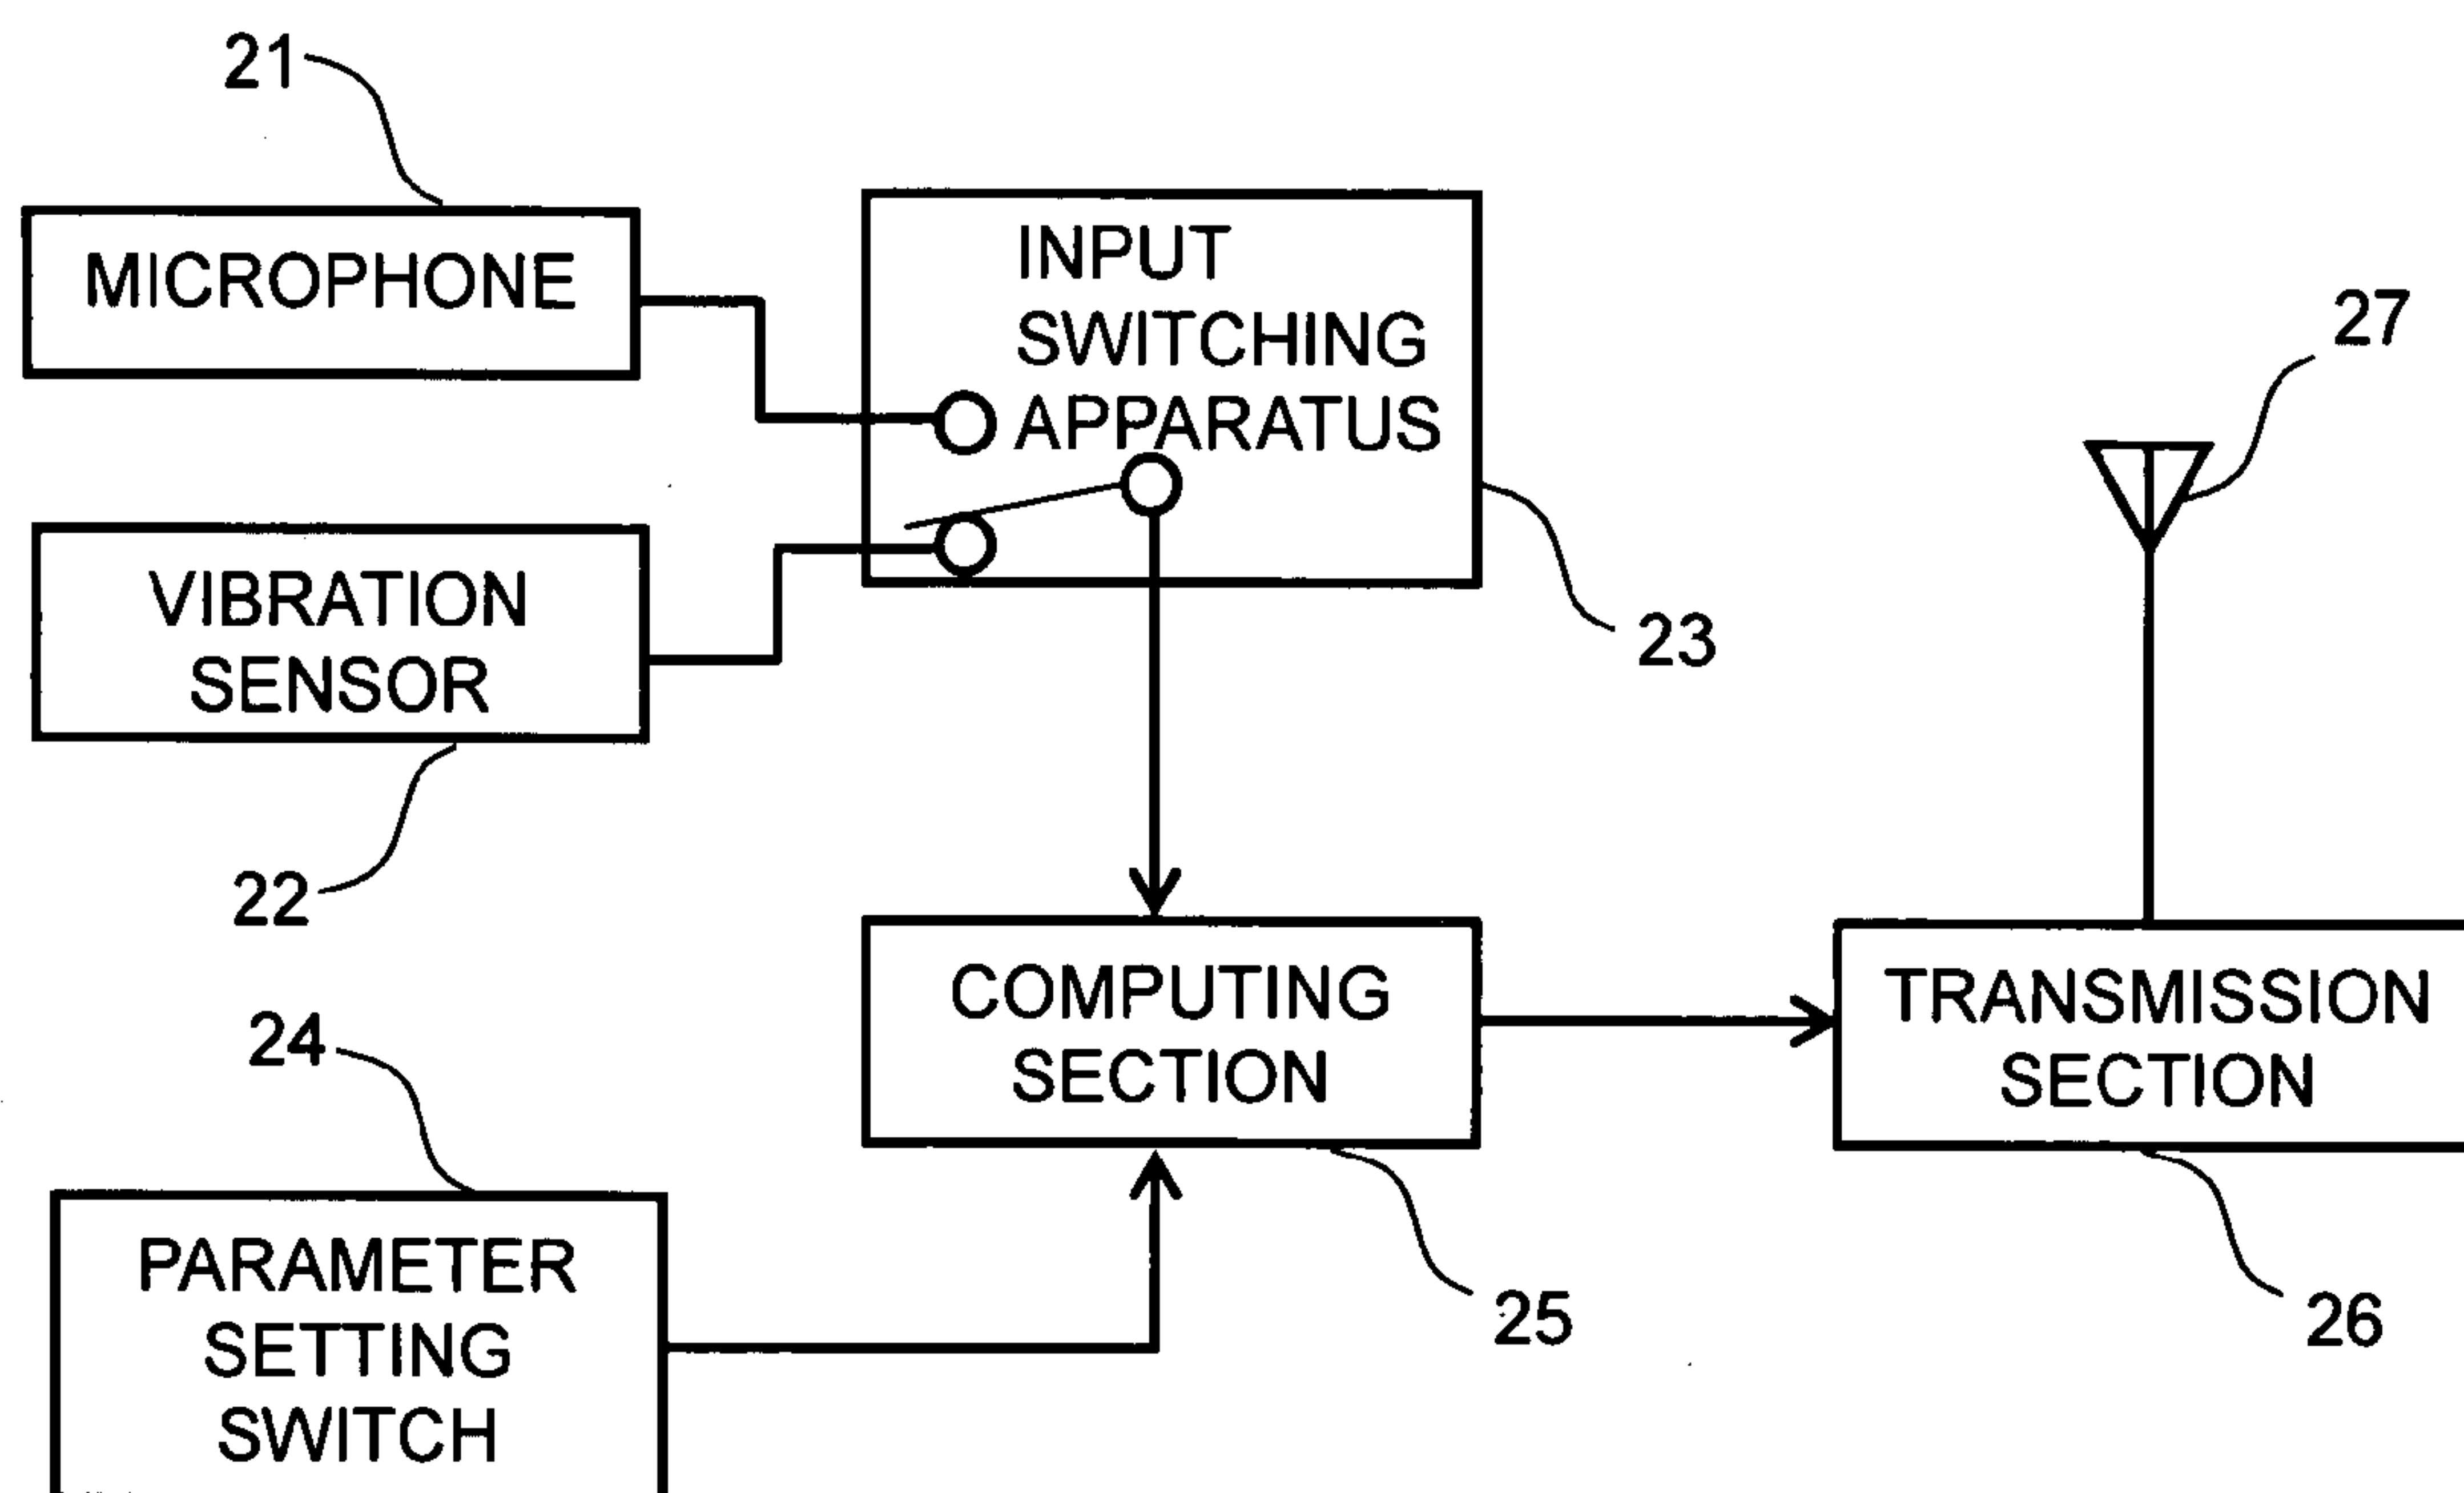 21
MICROPHONE
INPUT
SWITCHING
APPARATUS
27
VIBRATION
SENSOR
23
22
COMPUTING
SECTION
TRANSMISSION
SECTION
24
PARAMETER
SETTING
SWITCH
25
26